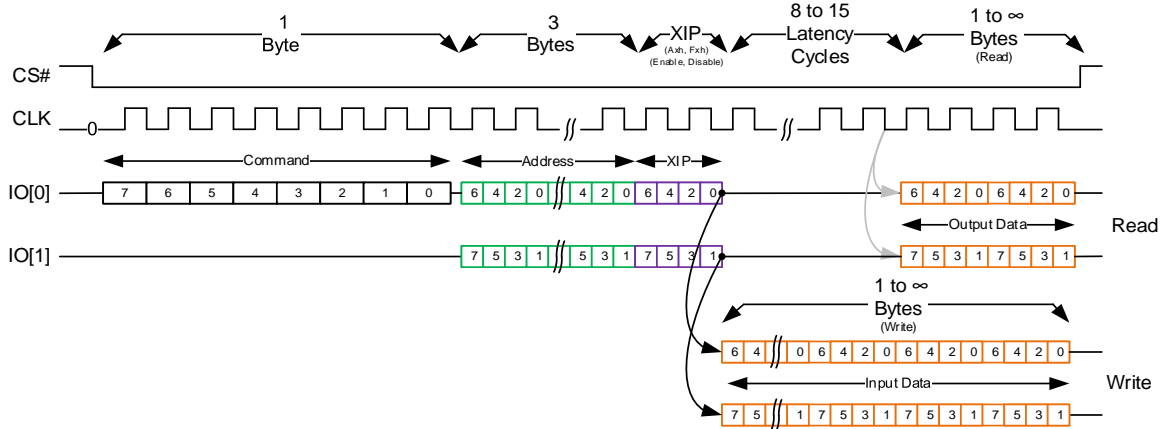 1
Byte
3
Bytes
XIP
(Axh, Fxh)
(Enable, Disable)
8 to 15
Latency
Cycles
1 to ∞
Bytes
(Read)
CS#
CLK 0
Command Address XIP
IO[0] 7 6 5 4 3 2 1 0 6 4 2 0 4 2 0 6 4 2 0 6 4 2 0 6 4 2 0
Output Data Read
IO[1] 7 5 3 1 5 3 1 7 5 3 1 7 5 3 1 7 5 3 1
1 to ∞
Bytes
(Write)
6 4 0 6 4 2 0 6 4 2 0 6 4 2 0
Input Data Write
7 5 1 7 5 3 1 7 5 3 1 7 5 3 1